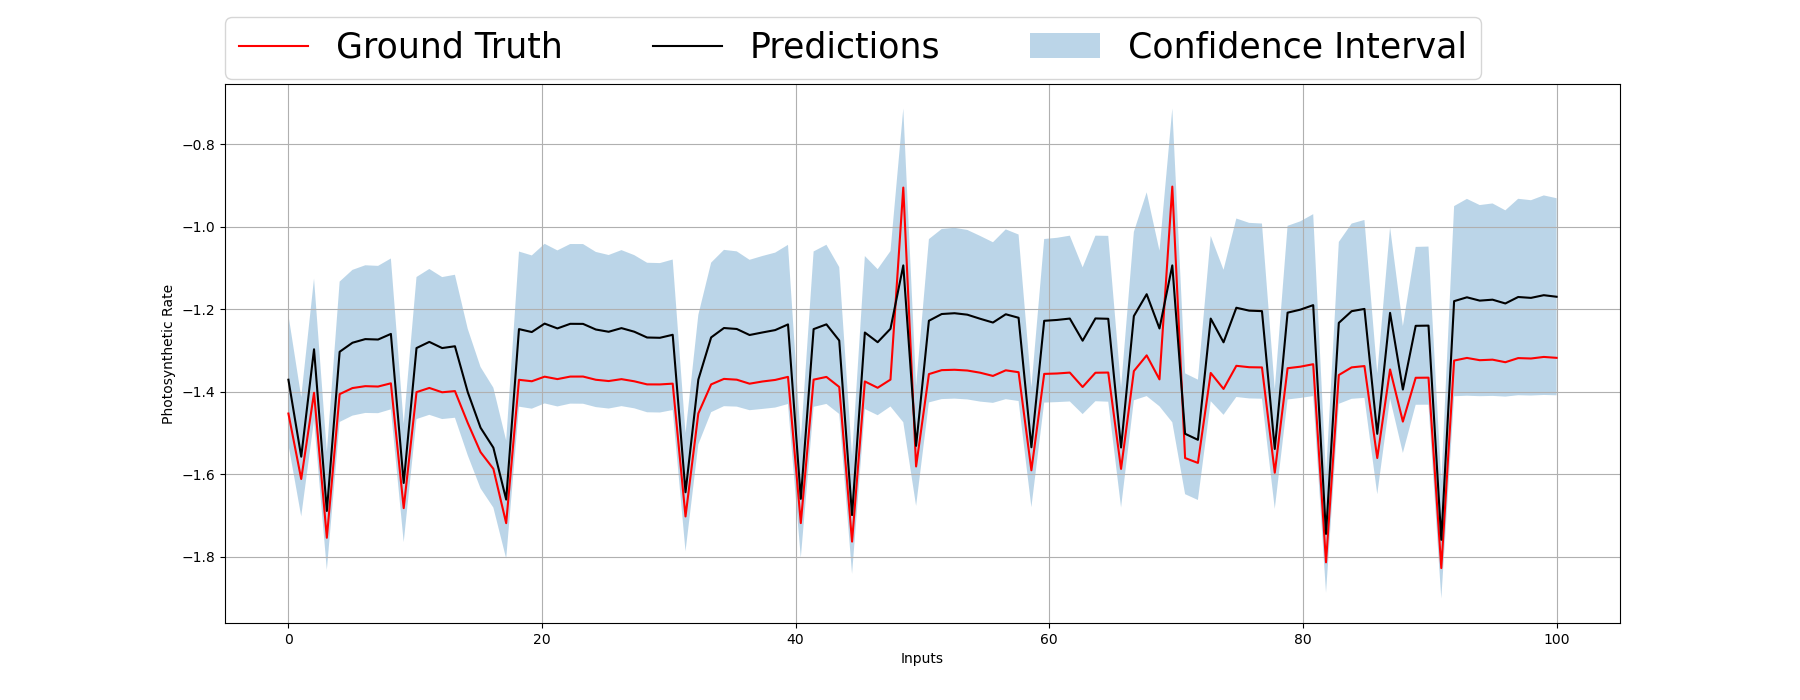 Ground Truth Predictions Confidence Interval
−0.8
−1.0
−1.2
−1.4
−1.6
−1.8
Photosynthetic Rate
0 20 40 60 80 100
Inputs